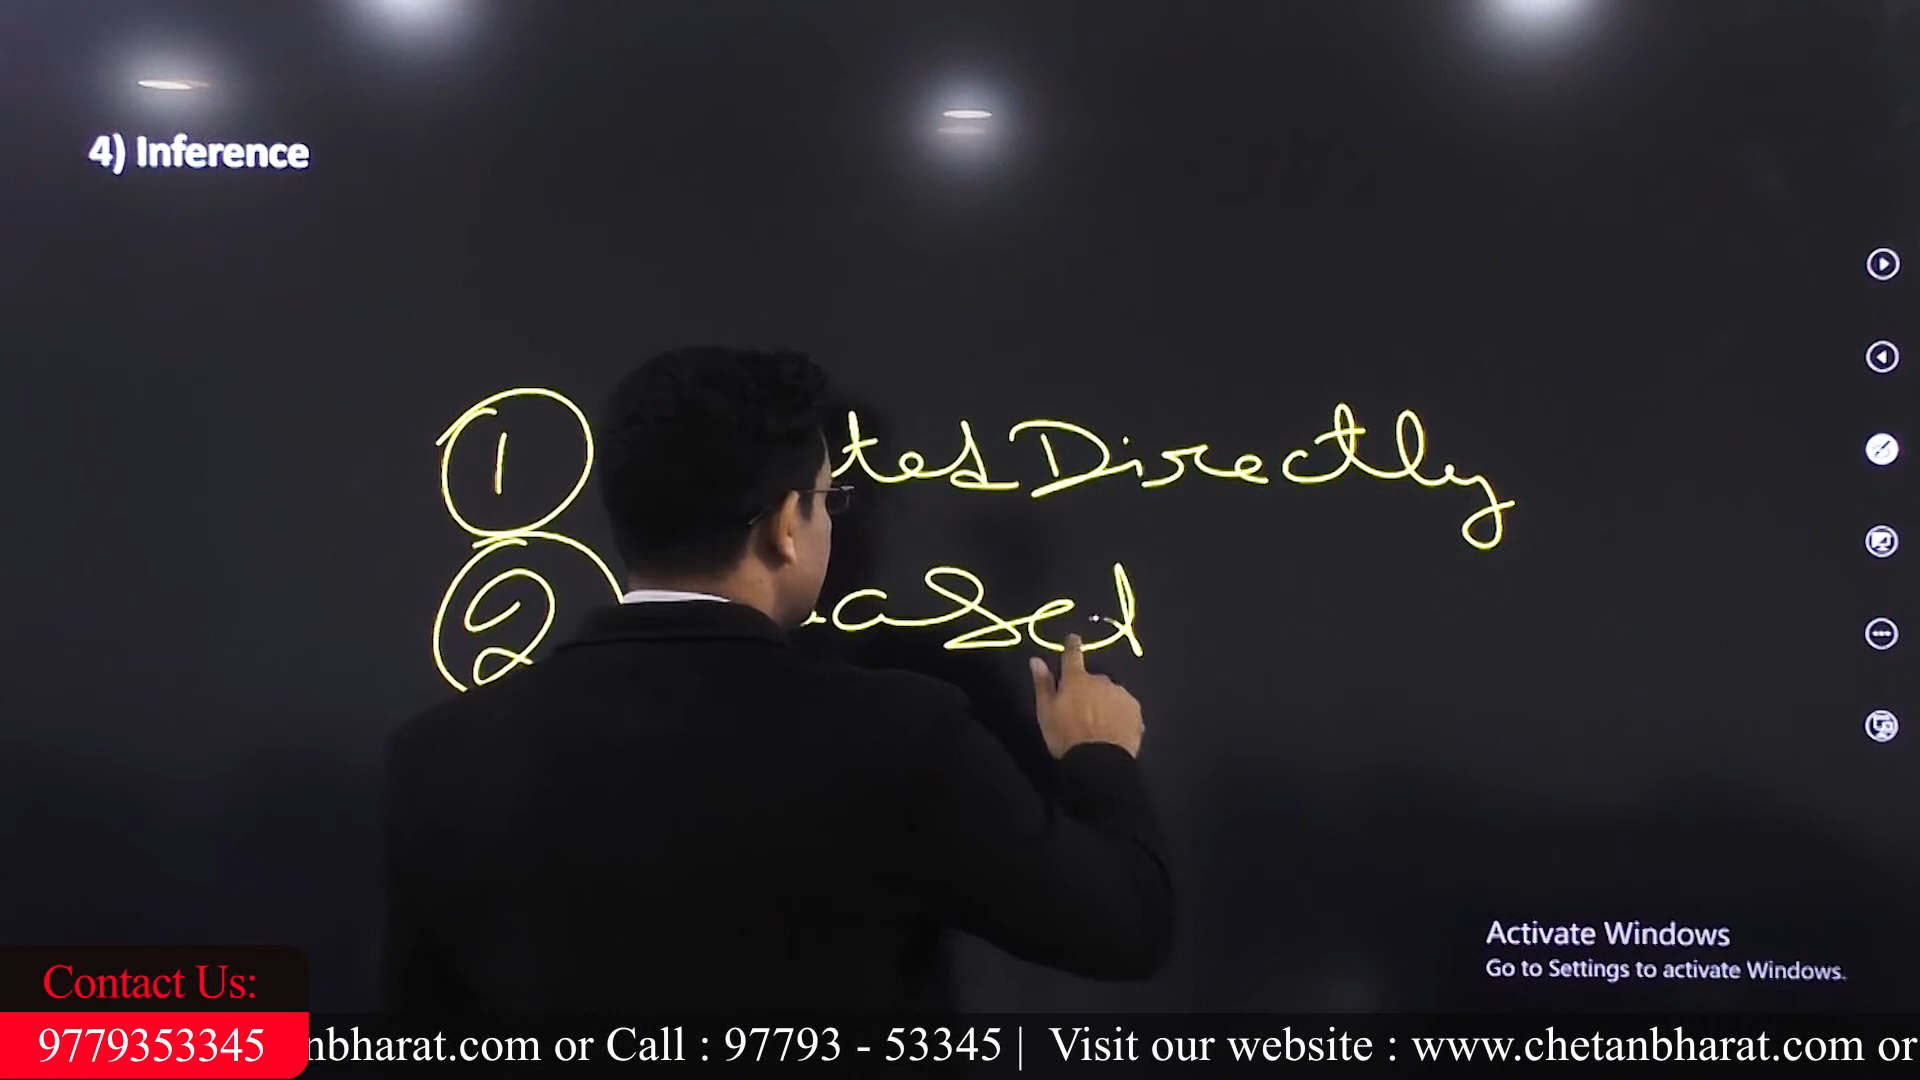 4) Inference
1 ted Directly
2 ased
Activate Windows
Go to Settings to activate Windows.
Contact Us:
9779353345
nbharat.com or Call : 97793 - 53345 | Visit our website : www.chetanbharat.com or